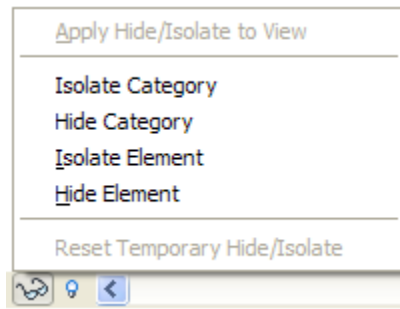 Apply Hide/Isolate to View
Isolate Category
Hide Category
Isolate Element
Hide Element
Reset Temporary Hide/Isolate